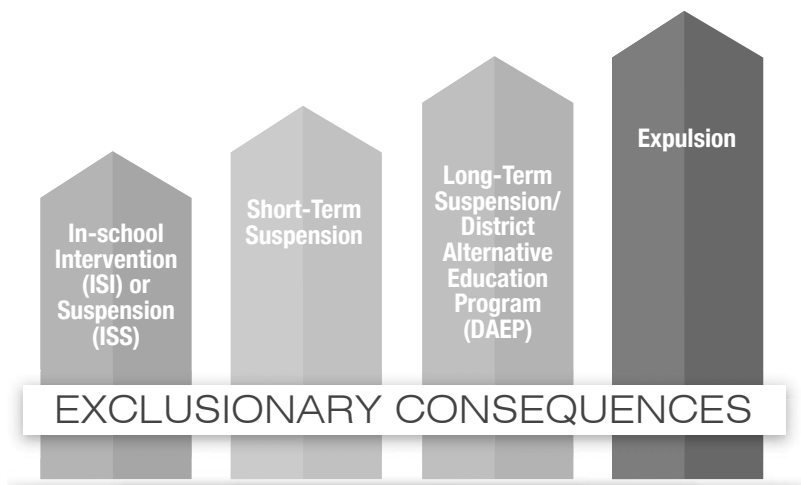 In-school
Intervention
(ISI) or
Suspension
(ISS)
Short-Term
Suspension
Long-Term
Suspension/
District
Alternative
Education
Program
(DAEP)
Expulsion
EXCLUSIONARY CONSEQUENCES